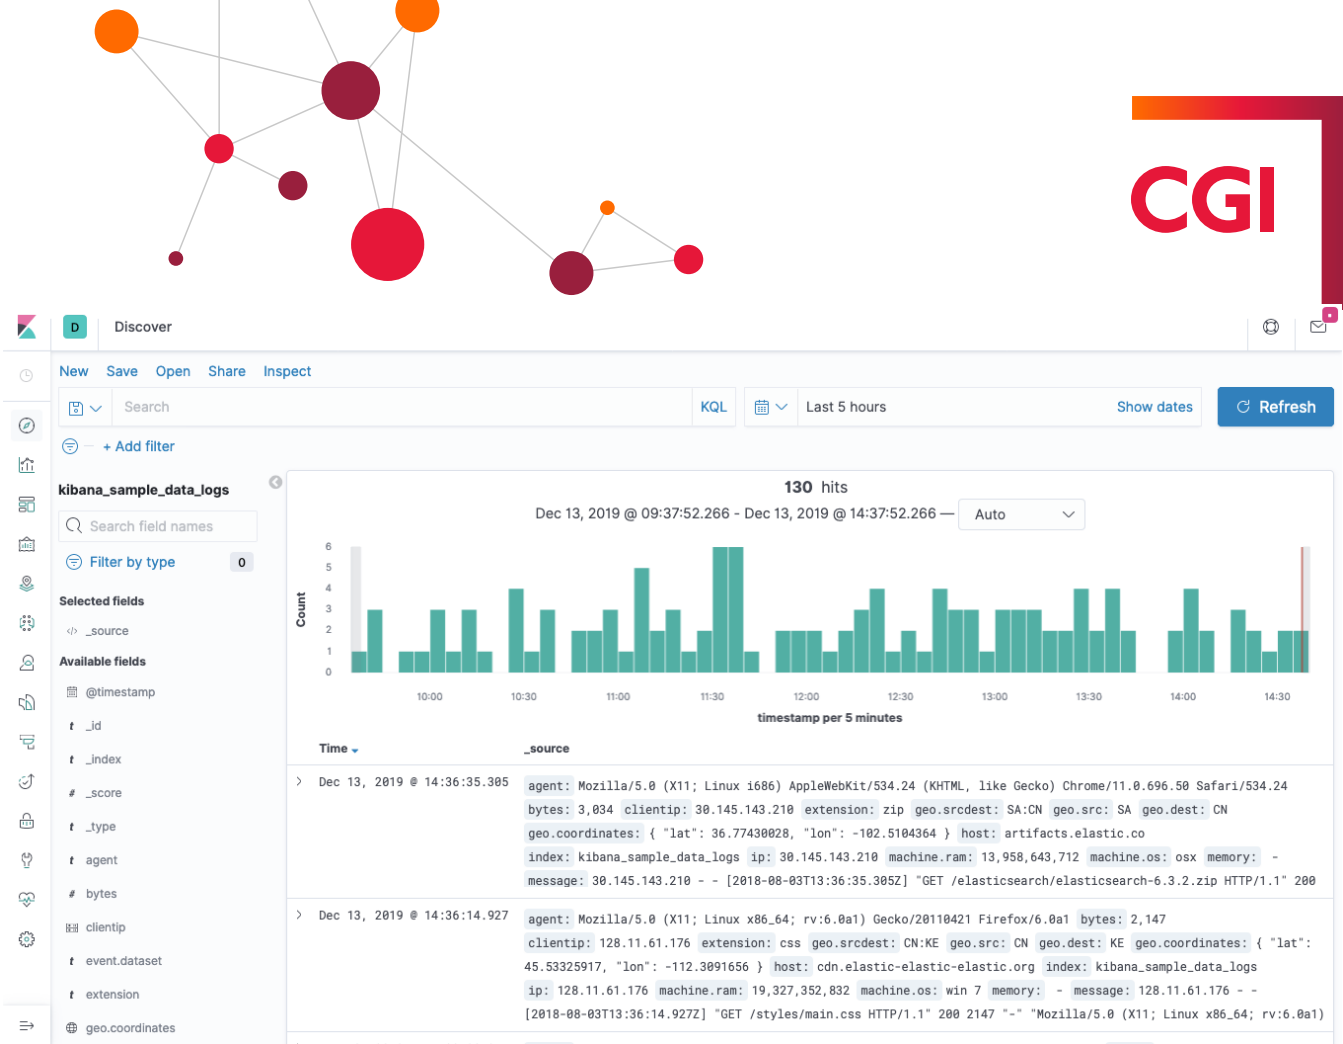 CGI
D Discover
New Save Open Share Inspect
Search KQL Last 5 hours Show dates Refresh
+ Add filter
kibana_sample_data_logs
Search field names
Filter by type 0
Selected fields
</> _source
Available fields
@timestamp
t _id
t _index
# _score
t _type
t agent
# bytes
clientip
t event.dataset
t extension
geo.coordinates
130 hits
Dec 13, 2019 @ 09:37:52.266 - Dec 13, 2019 @ 14:37:52.266 — Auto
Count
6
5
4
3
2
1
0
10:00 10:30 11:00 11:30 12:00 12:30 13:00 13:30 14:00 14:30
timestamp per 5 minutes
Time _source
Dec 13, 2019 @ 14:36:35.305
agent: Mozilla/5.0 (X11; Linux i686) AppleWebKit/534.24 (KHTML, like Gecko) Chrome/11.0.696.50 Safari/534.24
bytes: 3,034 clientip: 30.145.143.210 extension: zip geo.srcdest: SA:CN geo.src: SA geo.dest: CN
geo.coordinates: { "lat": 36.77430028, "lon": -102.5104364 } host: artifacts.elastic.co
index: kibana_sample_data_logs ip: 30.145.143.210 machine.ram: 13,958,643,712 machine.os: osx memory: -
message: 30.145.143.210 - - [2018-08-03T13:36:35.305Z] "GET /elasticsearch/elasticsearch-6.3.2.zip HTTP/1.1" 200
Dec 13, 2019 @ 14:36:14.927
agent: Mozilla/5.0 (X11; Linux x86_64; rv:6.0a1) Gecko/20110421 Firefox/6.0a1 bytes: 2,147
clientip: 128.11.61.176 extension: css geo.srcdest: CN:KE geo.src: CN geo.dest: KE geo.coordinates: { "lat":
45.53325917, "lon": -112.3091656 } host: cdn.elastic-elastic-elastic.org index: kibana_sample_data_logs
ip: 128.11.61.176 machine.ram: 19,327,352,832 machine.os: win 7 memory: - message: 128.11.61.176 - -
[2018-08-03T13:36:14.927Z] "GET /styles/main.css HTTP/1.1" 200 2147 "-" "Mozilla/5.0 (X11; Linux x86_64; rv:6.0a1)